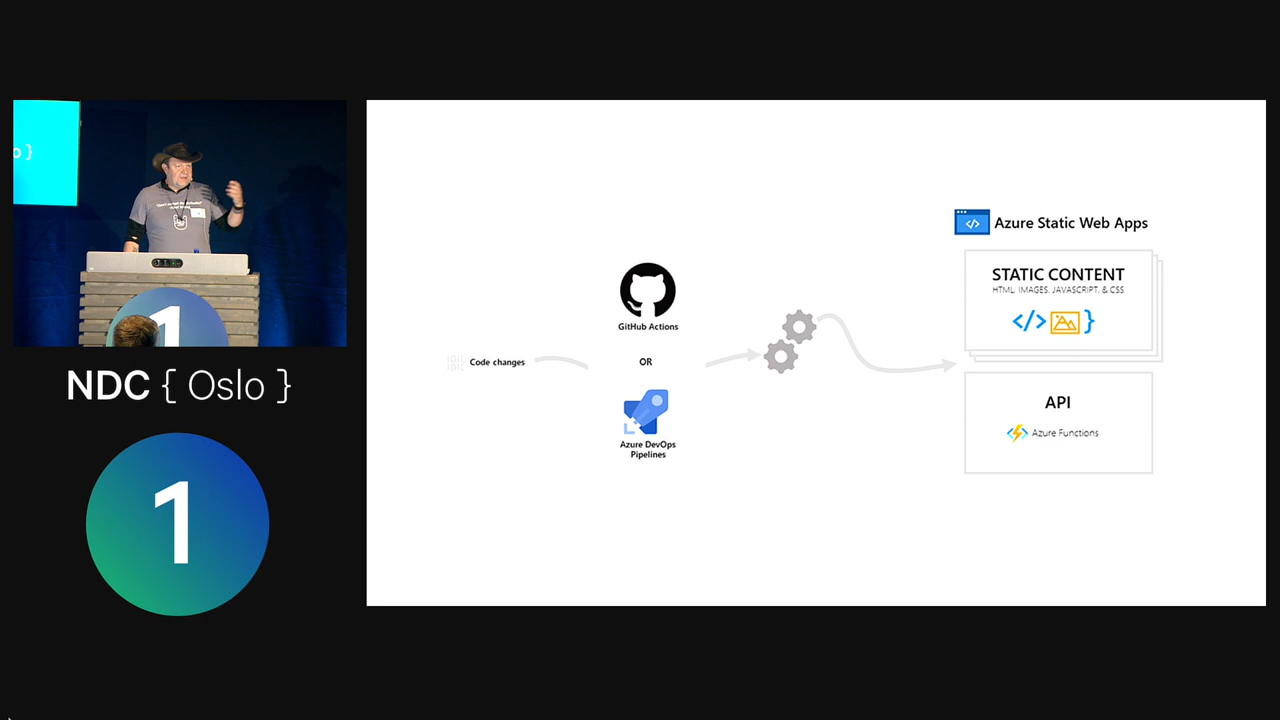 o }
1
NDC { Oslo }
1
Code changes
GitHub Actions
OR
Azure DevOps
Pipelines
Azure Static Web Apps
STATIC CONTENT
HTML, IMAGES, JAVASCRIPT, & CSS
</> }
API
Azure Functions